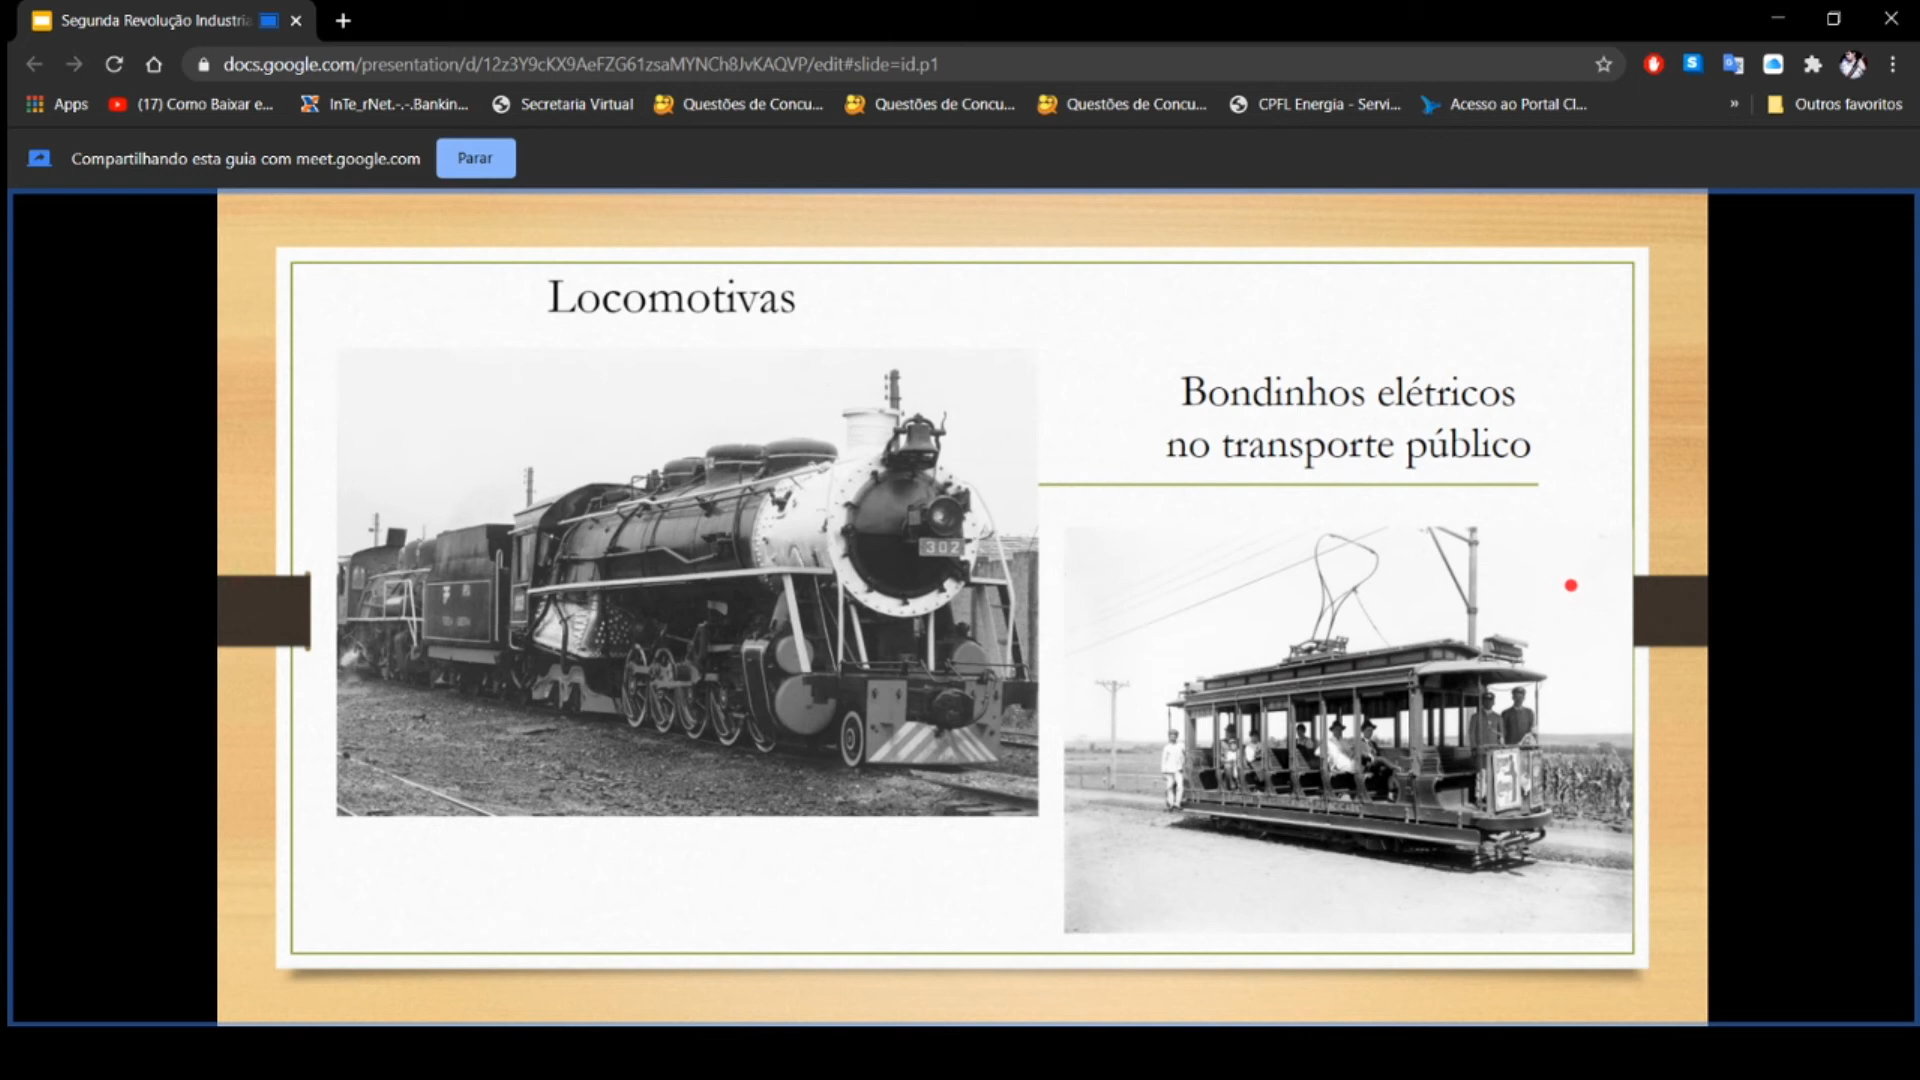 Segunda Revolução Industria
docs.google.com/presentation/d/12z3Y9cKX9AeFZG61zsaMYNCh8JvKAQVP/edit#slide=id.p1
Apps
(17) Como Baixar e...
InTe_rNet.-.-.Bankin...
Secretaria Virtual
Questões de Concu...
Questões de Concu...
Questões de Concu...
CPFL Energia - Servi...
Acesso ao Portal Cl...
»
Outros favoritos
Compartilhando esta guia com meet.google.com
Parar
Locomotivas
Bondinhos elétricos
no transporte público
302